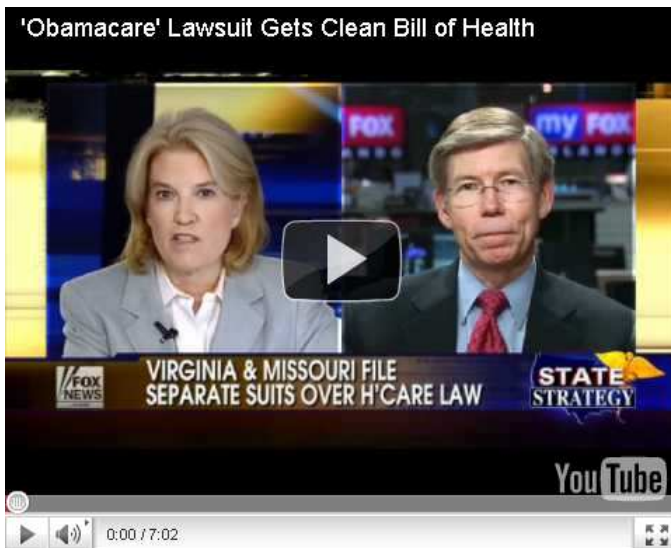 'Obamacare' Lawsuit Gets Clean Bill of Health
FOX
my FOX
FOX
NEWS
VIRGINIA & MISSOURI FILE
SEPARATE SUITS OVER H'CARE LAW
STATE
STRATEGY
YouTube
0:00 / 7:02